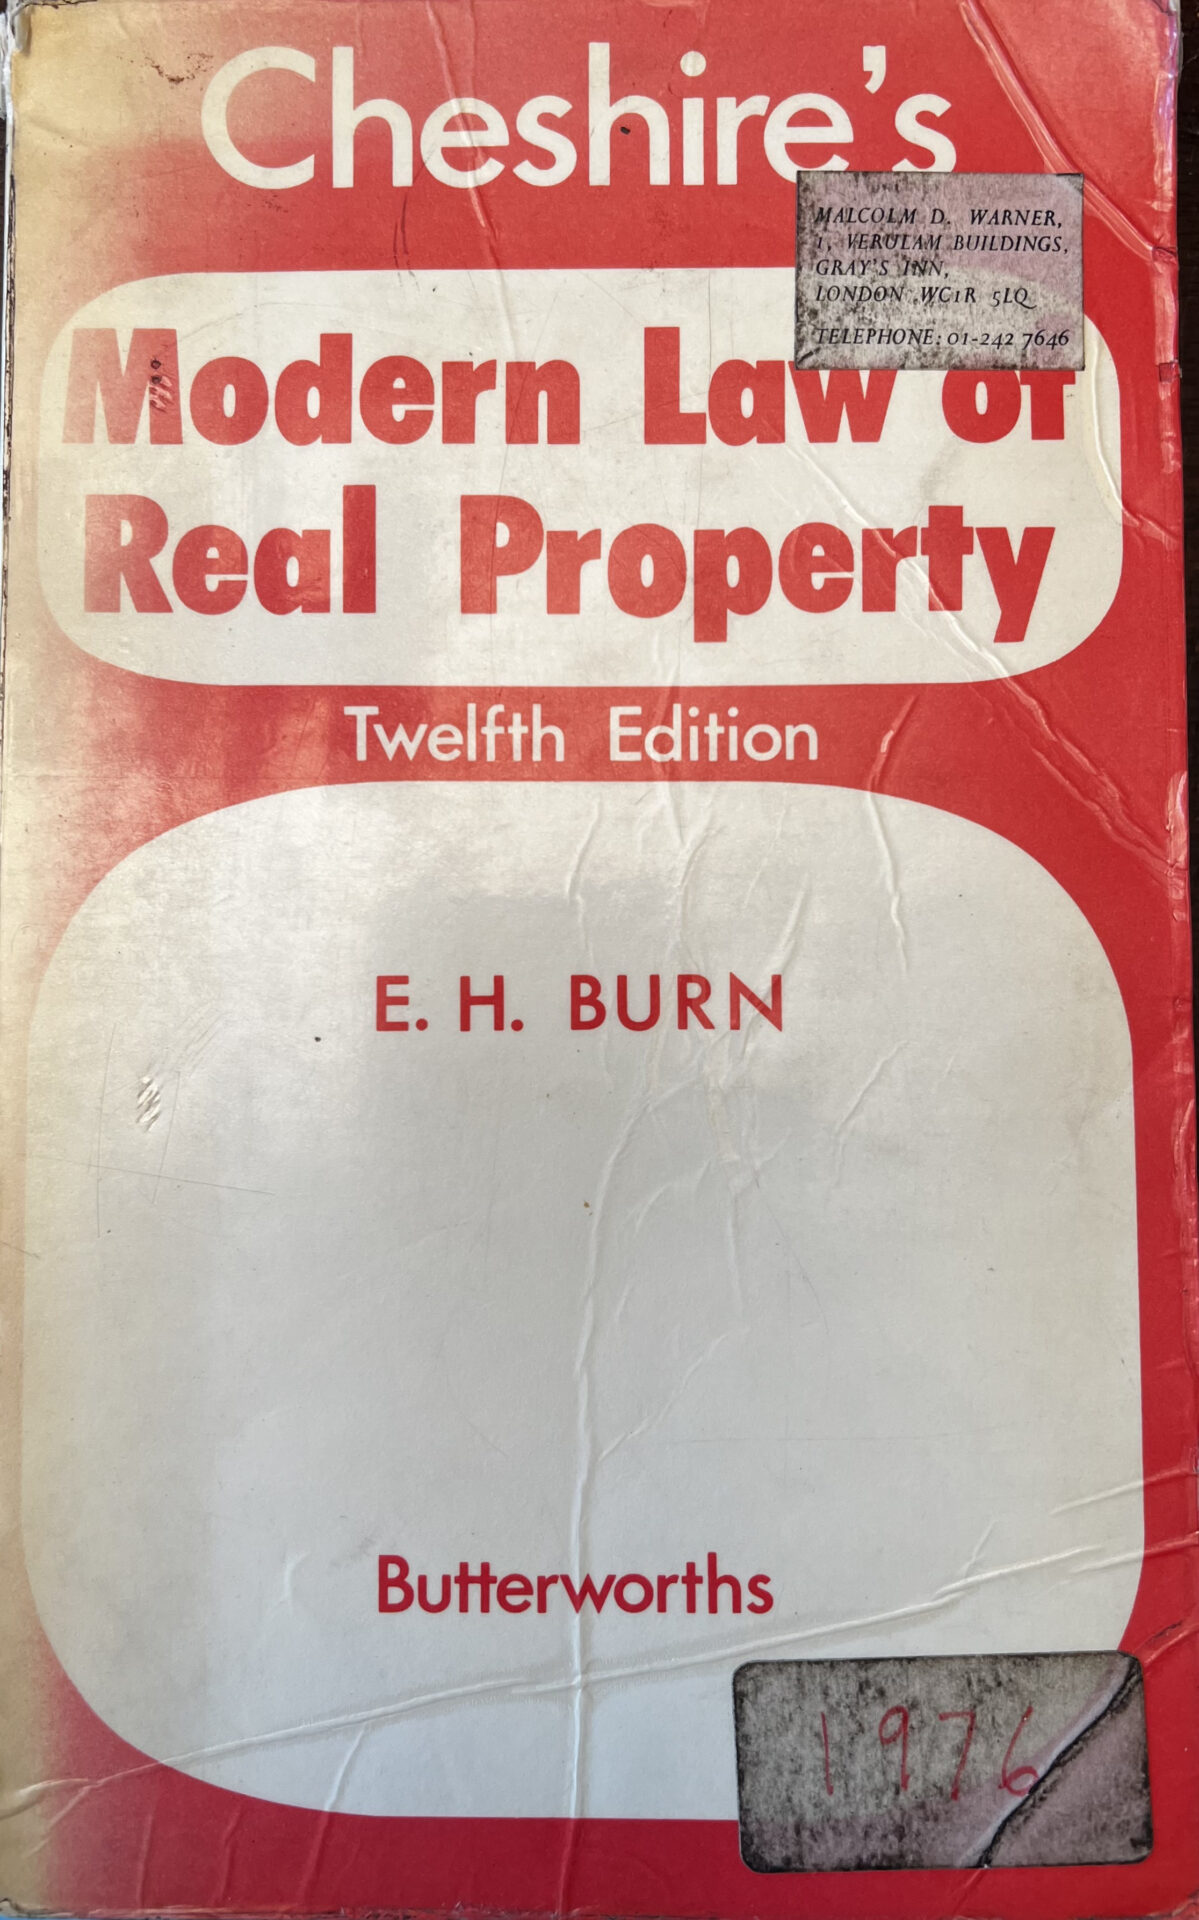 Cheshire's
MALCOLM D. WARNER,
1, VERULAM BUILDINGS,
GRAY'S INN,
LONDON WC1R 5LQ
TELEPHONE: 01-242 7646
Modern Law of
Real Property
Twelfth Edition
E. H. BURN
Butterworths
1976